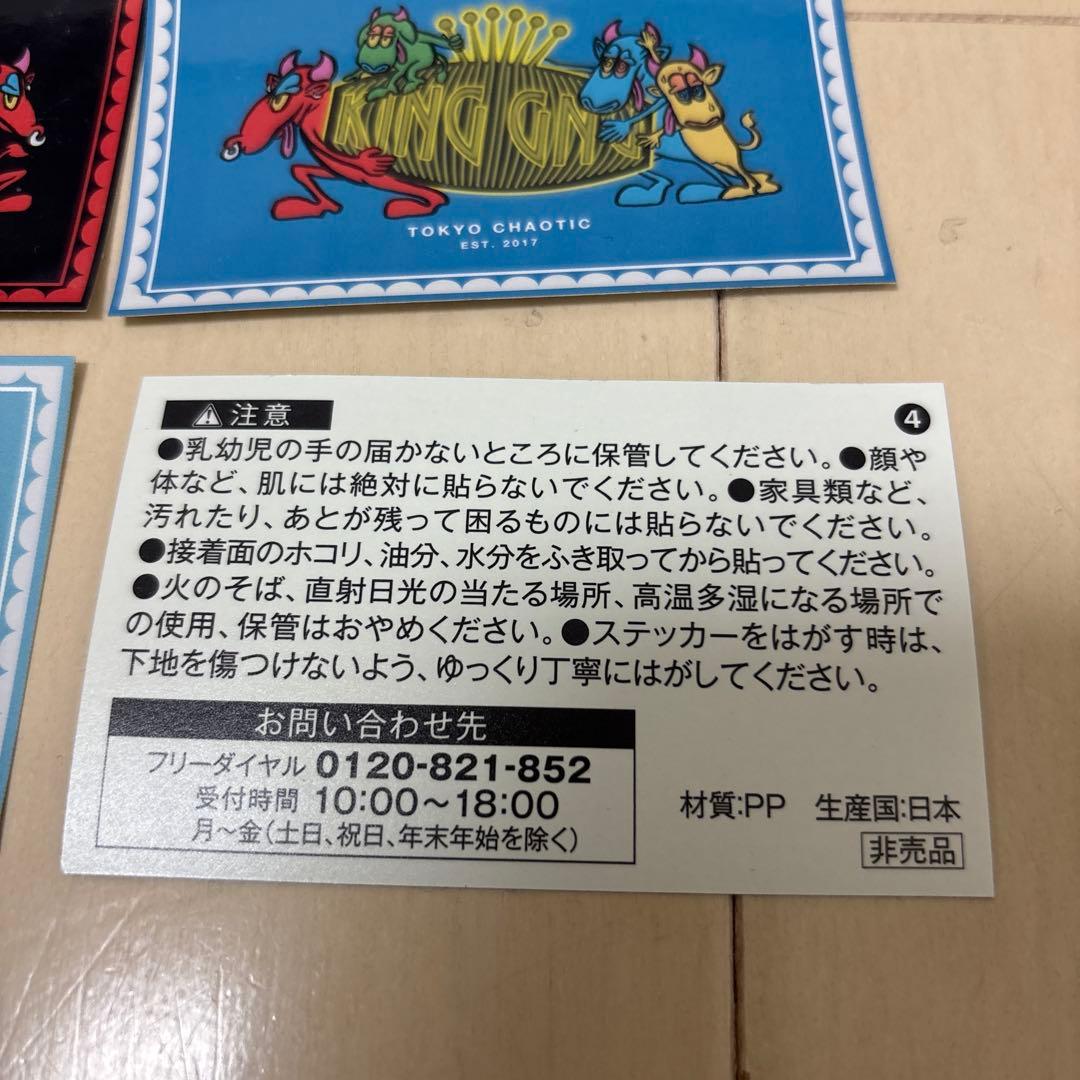 KING GNU
TOKYO CHAOTIC
EST. 2017
注意
4
●乳幼児の手の届かないところに保管してください。●顔や
体など、肌には絶対に貼らないでください。●家具類など、
汚れたり、あとが残って困るものには貼らないでください。
●接着面のホコリ、油分、水分をふき取ってから貼ってください。
●火のそば、直射日光の当たる場所、高温多湿になる場所で
の使用、保管はおやめください。●ステッカーをはがす時は、
下地を傷つけないよう、ゆっくり丁寧にはがしてください。
お問い合わせ先
フリーダイヤル 0120-821-852
受付時間 10:00〜18:00
月〜金(土日、祝日、年末年始を除く)
材質:PP 生産国:日本
非売品